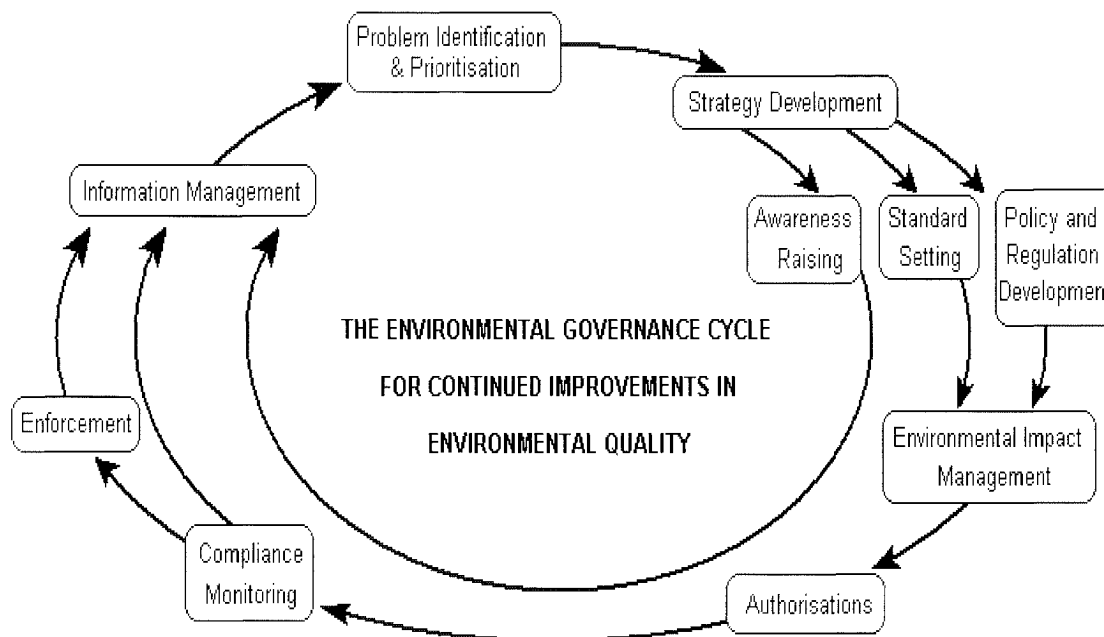 Problem Identification
& Prioritisation
Strategy Development
Information Management
Awareness
Raising
Standard
Setting
Policy and
Regulation
Development
THE ENVIRONMENTAL GOVERNANCE CYCLE
FOR CONTINUED IMPROVEMENTS IN
ENVIRONMENTAL QUALITY
Enforcement
Environmental Impact
Management
Compliance
Monitoring
Authorisations